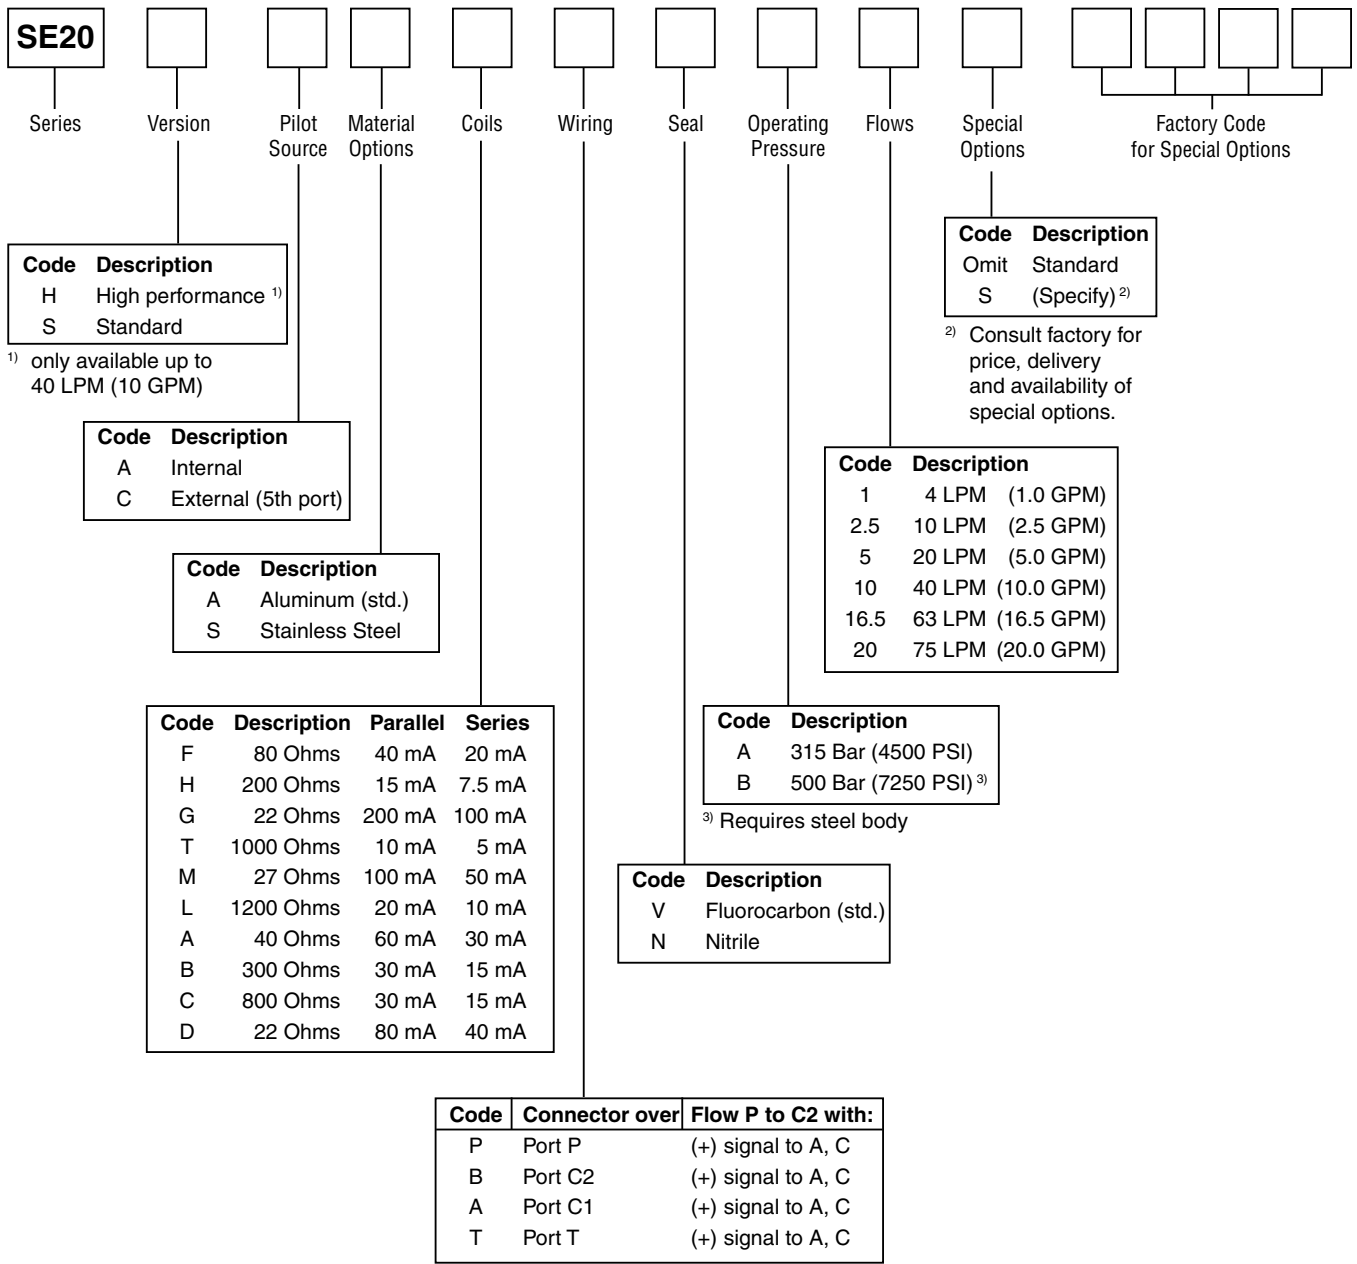 SE20
Series
Version
Pilot Source
Material Options
Coils
Wiring
Seal
Operating Pressure
Flows
Special Options
Factory Code for Special Options
Code Description
H High performance 1)
S Standard
1) only available up to
40 LPM (10 GPM)
Code Description
Omit Standard
S (Specify) 2)
2) Consult factory for
price, delivery
and availability of
special options.
Code Description
A Internal
C External (5th port)
Code Description
1 4 LPM (1.0 GPM)
2.5 10 LPM (2.5 GPM)
5 20 LPM (5.0 GPM)
10 40 LPM (10.0 GPM)
16.5 63 LPM (16.5 GPM)
20 75 LPM (20.0 GPM)
Code Description
A Aluminum (std.)
S Stainless Steel
Code Description Parallel Series
F 80 Ohms 40 mA 20 mA
H 200 Ohms 15 mA 7.5 mA
G 22 Ohms 200 mA 100 mA
T 1000 Ohms 10 mA 5 mA
M 27 Ohms 100 mA 50 mA
L 1200 Ohms 20 mA 10 mA
A 40 Ohms 60 mA 30 mA
B 300 Ohms 30 mA 15 mA
C 800 Ohms 30 mA 15 mA
D 22 Ohms 80 mA 40 mA
Code Description
A 315 Bar (4500 PSI)
B 500 Bar (7250 PSI) 3)
3) Requires steel body
Code Description
V Fluorocarbon (std.)
N Nitrile
Code Connector over Flow P to C2 with:
P Port P (+) signal to A, C
B Port C2 (+) signal to A, C
A Port C1 (+) signal to A, C
T Port T (+) signal to A, C